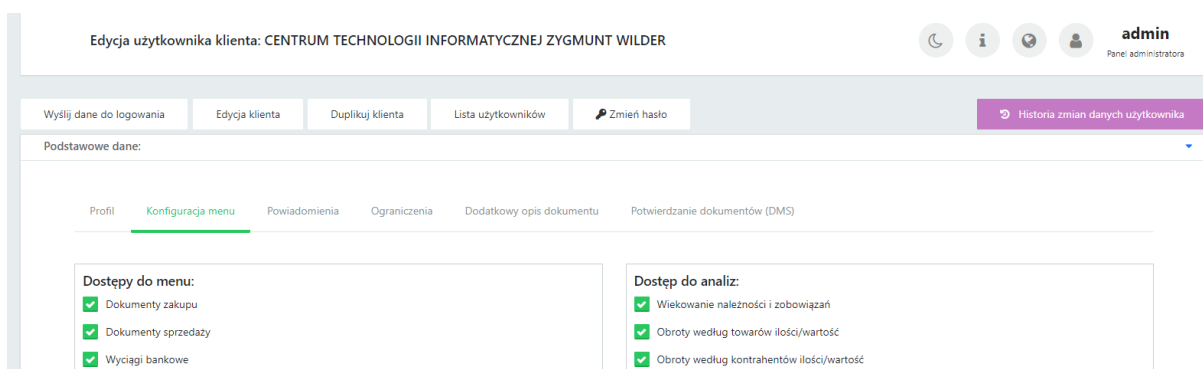 Edycja użytkownika klienta: CENTRUM TECHNOLOGII INFORMATYCZNEJ ZYGMUNT WILDER
admin
Panel administratora
Wyślij dane do logowania
Edycja klienta
Duplikuj klienta
Lista użytkowników
Zmień hasło
Historia zmian danych użytkownika
Podstawowe dane:
Profil
Konfiguracja menu
Powiadomienia
Ograniczenia
Dodatkowy opis dokumentu
Potwierdzanie dokumentów (DMS)
Dostępy do menu:
Dokumenty zakupu
Dokumenty sprzedaży
Wyciągi bankowe
Dostęp do analiz:
Wiekowanie należności i zobowiązań
Obroty według towarów ilości/wartość
Obroty według kontrahentów ilości/wartość